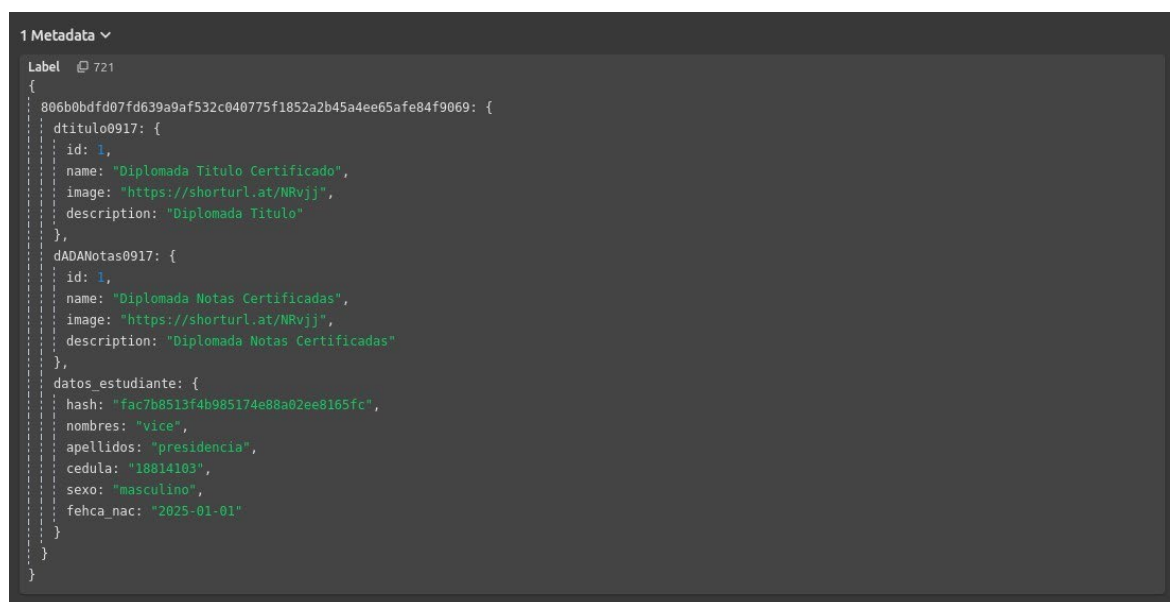 1 Metadata
Label 721
{
806b0bdfd07fd639a9af532c040775f1852a2b45a4ee65afe84f9069: {
dtitulo0917: {
id: 1,
name: "Diplomada Titulo Certificado",
image: "https://shorturl.at/NRvjj",
description: "Diplomada Titulo"
},
dADANotas0917: {
id: 1,
name: "Diplomada Notas Certificadas",
image: "https://shorturl.at/NRvjj",
description: "Diplomada Notas Certificadas"
},
datos_estudiante: {
hash: "fac7b8513f4b985174e88a02ee8165fc",
nombres: "vice",
apellidos: "presidencia",
cedula: "18814103",
sexo: "masculino",
fehca_nac: "2025-01-01"
}
}
}